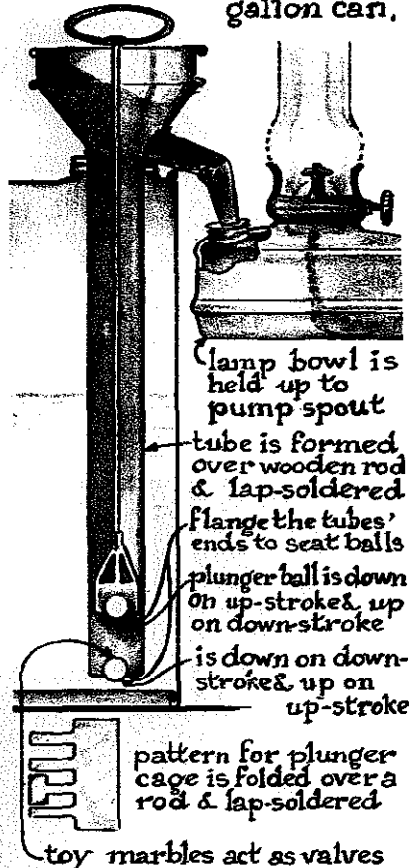 gallon can.
lamp bowl is
held up to
pump spout
tube is formed
over wooden rod
& lap-soldered
flange the tubes'
ends to seat balls
plunger ball is down
on up-stroke & up
on down-stroke
is down on down-
stroke & up on
up-stroke
pattern for plunger
cage is folded over a
rod & lap-soldered
toy marbles act as valves